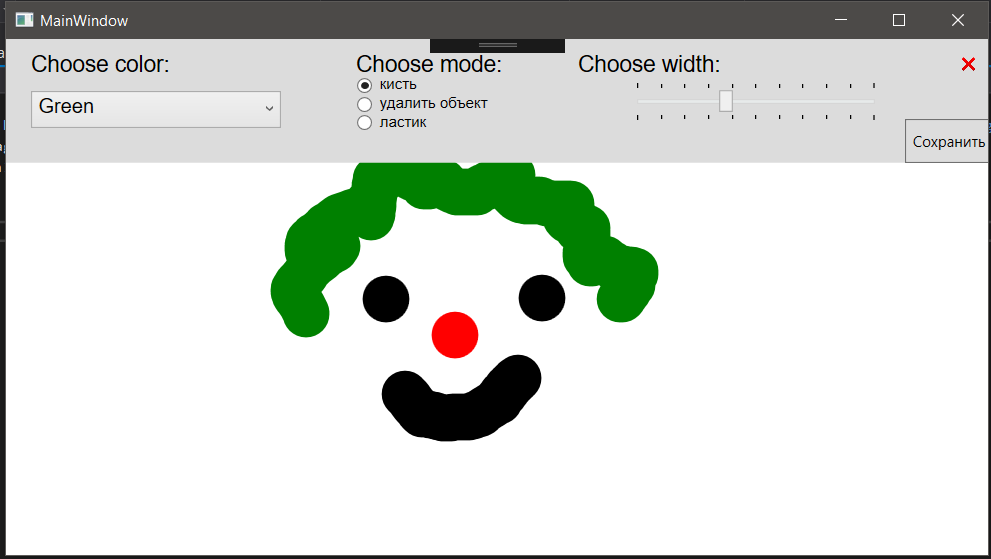 MainWindow
Choose color:
Choose mode:
Choose width:
Green
кисть
удалить объект
ластик
Сохранить